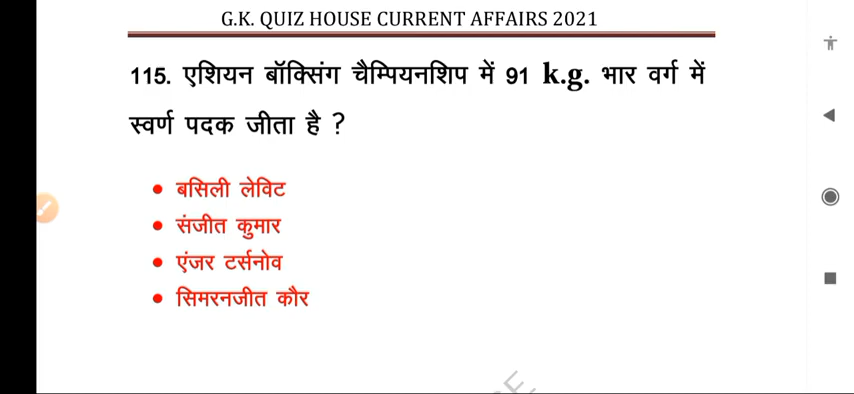 G.K. QUIZ HOUSE CURRENT AFFAIRS 2021
115. एशियन बॉक्सिंग चैम्पियनशिप में 91 k.g. भार वर्ग में
स्वर्ण पदक जीता है ?
• बसिली लेविट
• संजीत कुमार
• एंजर टर्सनोव
• सिमरनजीत कौर